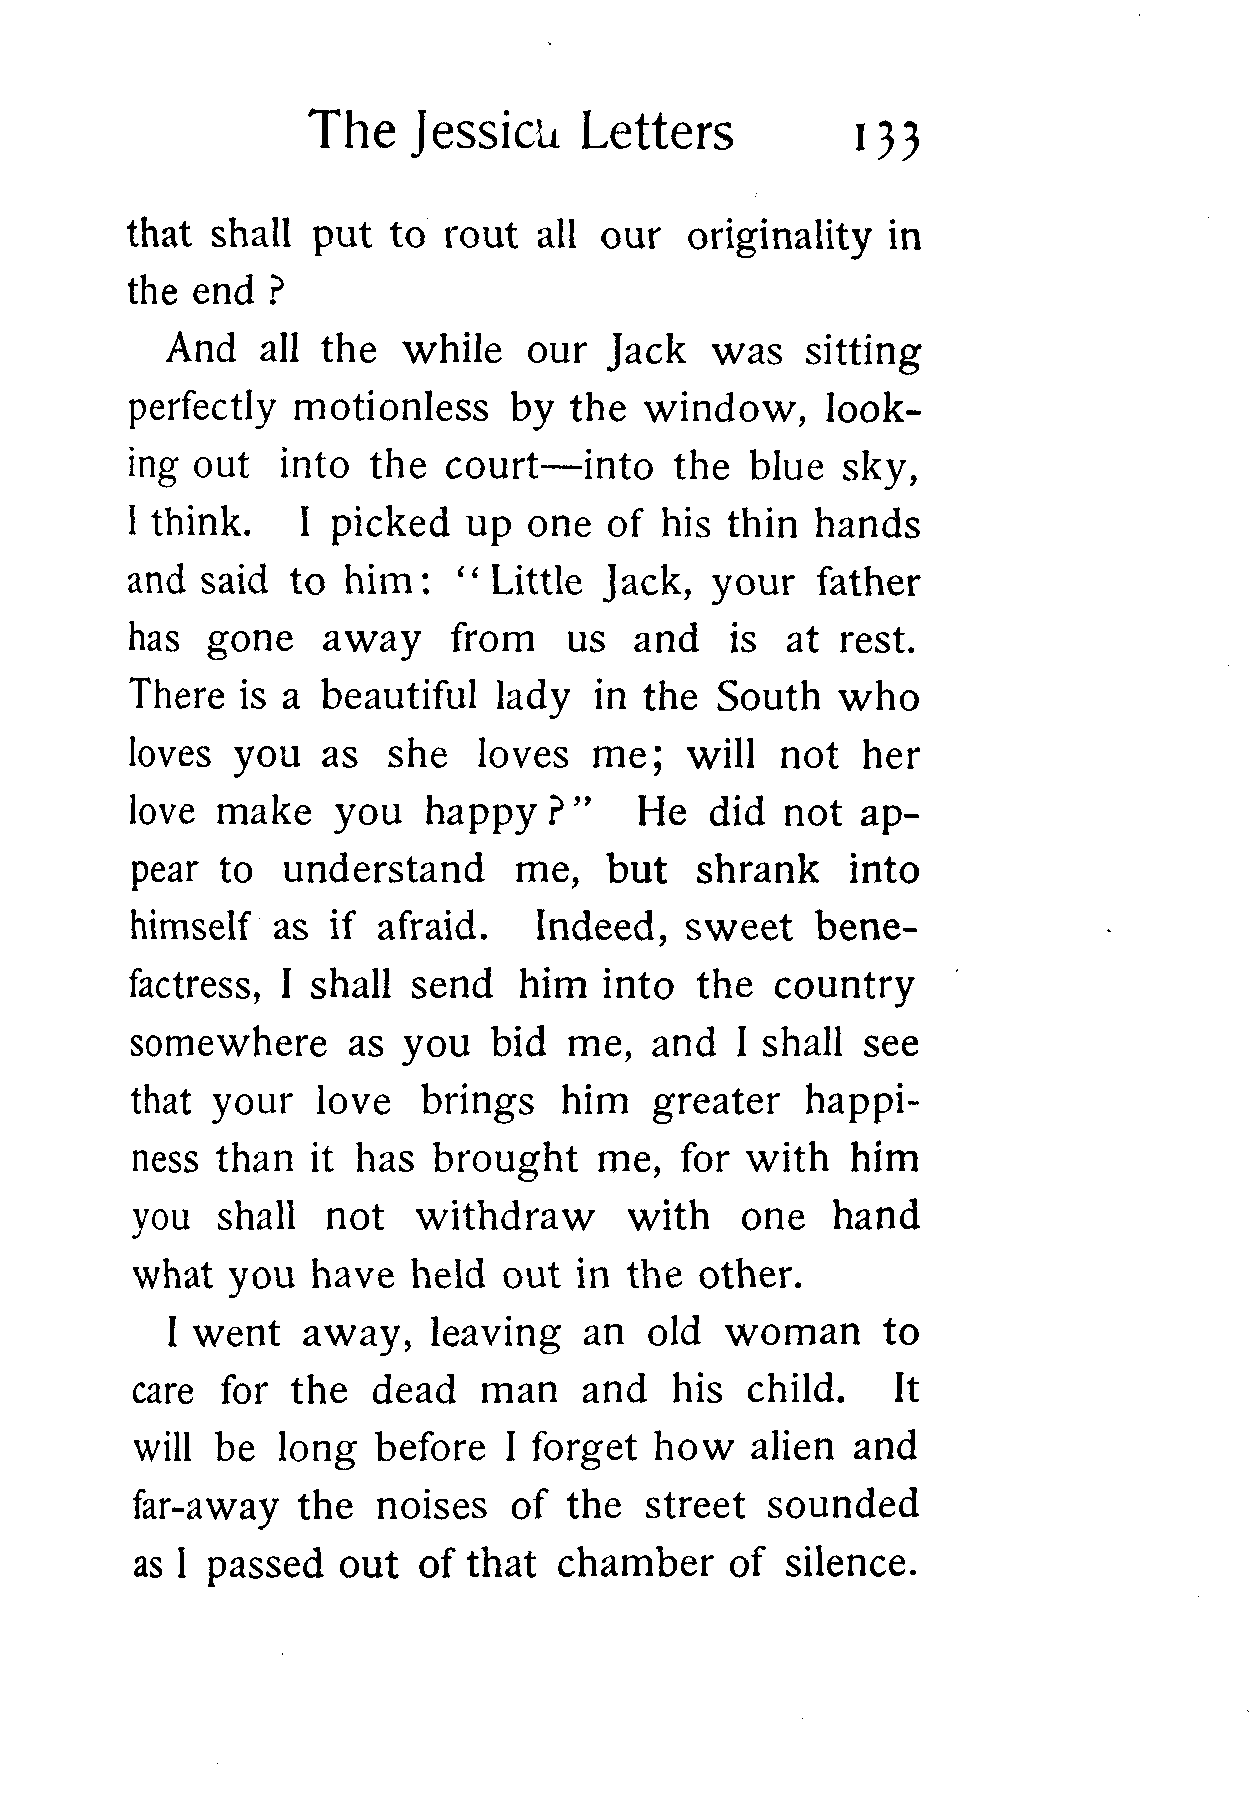 The Jessica Letters 133
that shall put to rout all our originality in
the end ?
And all the while our Jack was sitting
perfectly motionless by the window, look-
ing out into the court—into the blue sky,
I think. I picked up one of his thin hands
and said to him: “Little Jack, your father
has gone away from us and is at rest.
There is a beautiful lady in the South who
loves you as she loves me; will not her
love make you happy ?” He did not ap-
pear to understand me, but shrank into
himself as if afraid. Indeed, sweet bene-
factress, I shall send him into the country
somewhere as you bid me, and I shall see
that your love brings him greater happi-
ness than it has brought me, for with him
you shall not withdraw with one hand
what you have held out in the other.
I went away, leaving an old woman to
care for the dead man and his child. It
will be long before I forget how alien and
far-away the noises of the street sounded
as I passed out of that chamber of silence.